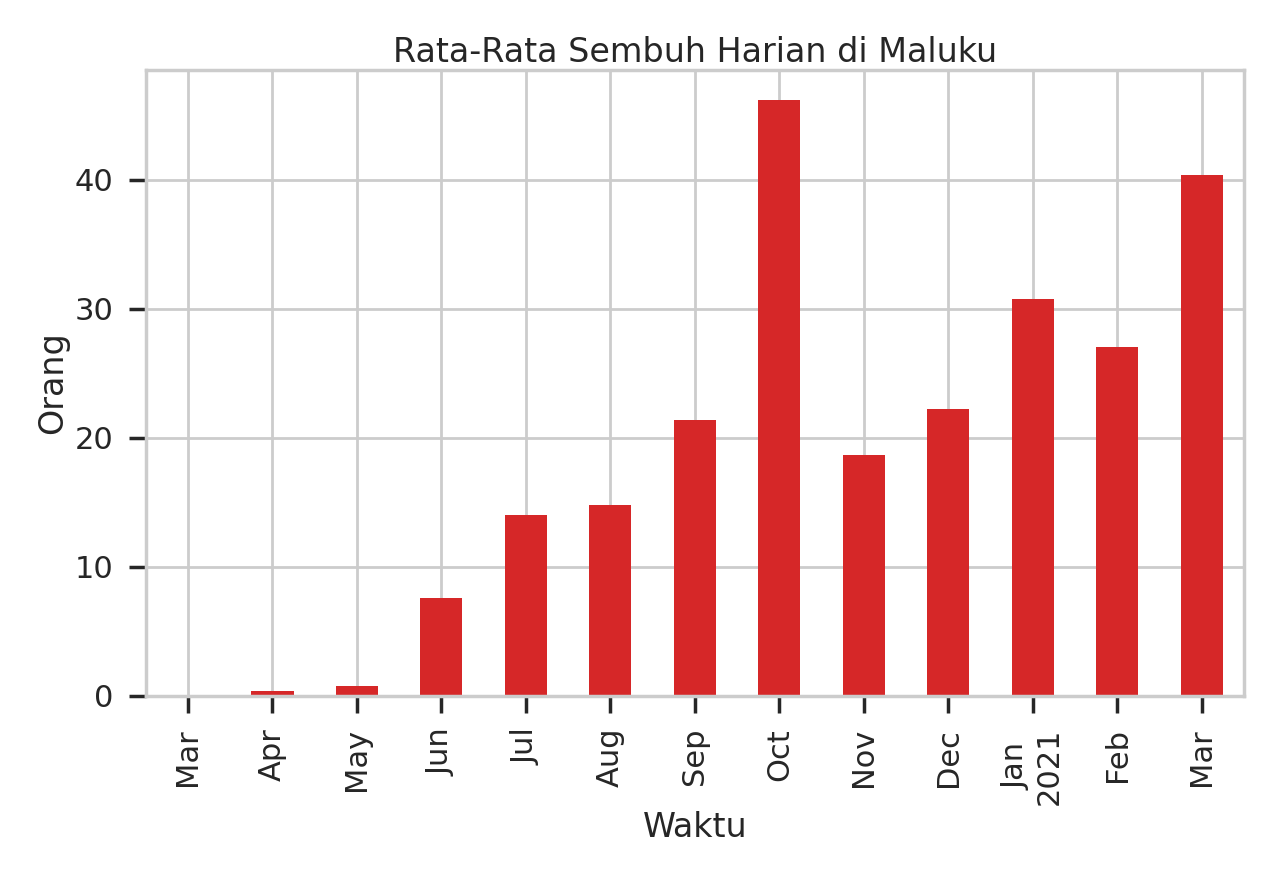 Rata-Rata Sembuh Harian di Maluku
Orang
40
30
20
10
0
Mar
Apr
May
Jun
Jul
Aug
Sep
Oct
Nov
Dec
Jan
2021
Feb
Mar
Waktu